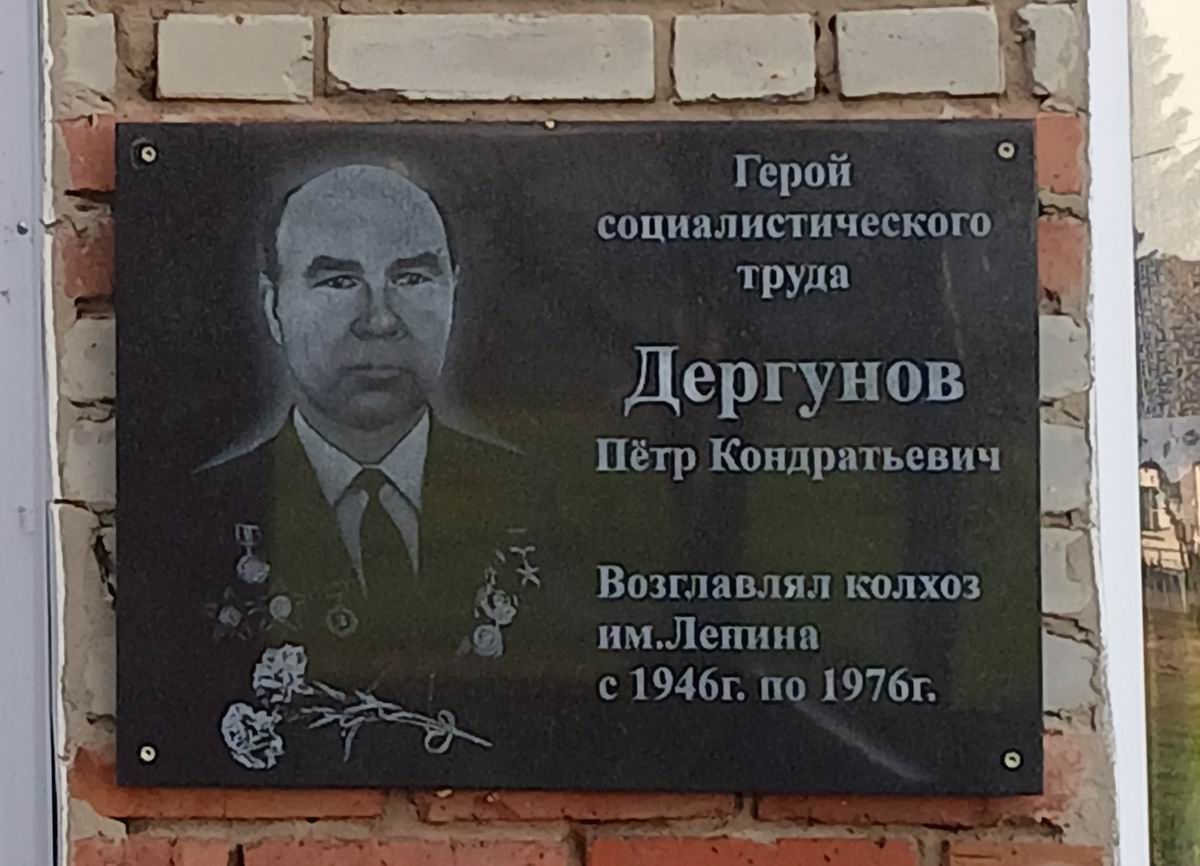 Герой
социалистического
труда
Дергунов
Пётр Кондратьевич
Возглавлял колхоз
им.Ленина
с 1946г. по 1976г.